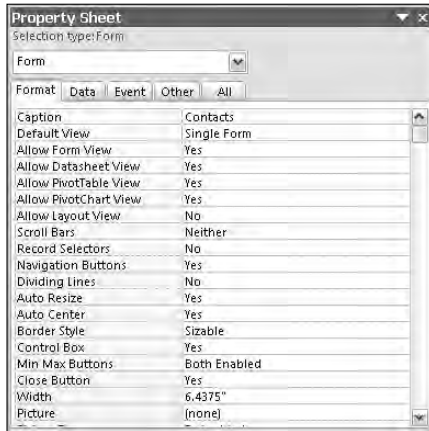 Property Sheet
Selection type: Form
Form
Format Data Event Other All
Caption Contacts
Default View Single Form
Allow Form View Yes
Allow Datasheet View Yes
Allow PivotTable View Yes
Allow PivotChart View Yes
Allow Layout View No
Scroll Bars Neither
Record Selectors No
Navigation Buttons Yes
Dividing Lines No
Auto Resize Yes
Auto Center Yes
Border Style Sizable
Control Box Yes
Min Max Buttons Both Enabled
Close Button Yes
Width 6.4375"
Picture (none)